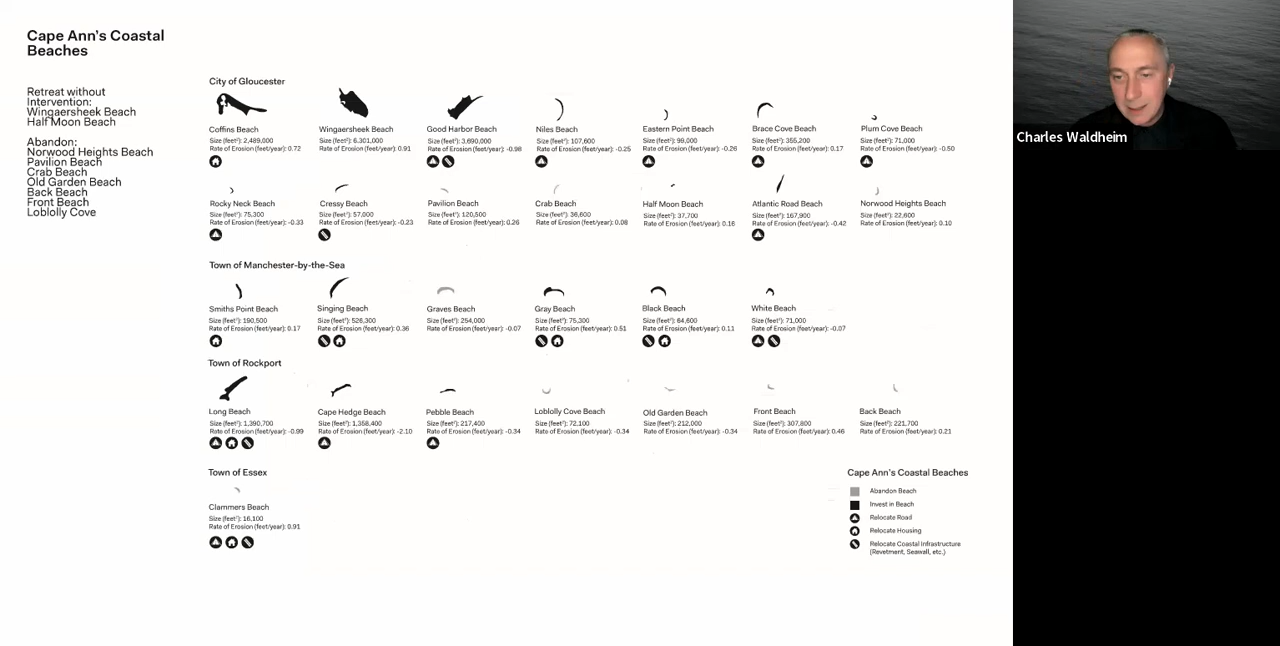 Cape Ann's Coastal
Beaches
Retreat without
Intervention:
Wingaersheek Beach
Half Moon Beach
Abandon:
Norwood Heights Beach
Pavilion Beach
Crab Beach
Old Garden Beach
Back Beach
Front Beach
Loblolly Cove
City of Gloucester
Coffins Beach
Size (feet²): 2,489,000
Rate of Erosion (feet/year): 0.72
Wingaersheek Beach
Size (feet²): 6,301,000
Rate of Erosion (feet/year): 0.91
Good Harbor Beach
Size (feet²): 3,690,000
Rate of Erosion (feet/year): -0.98
Niles Beach
Size (feet²): 107,600
Rate of Erosion (feet/year): -0.25
Eastern Point Beach
Size (feet²): 99,000
Rate of Erosion (feet/year): -0.26
Brace Cove Beach
Size (feet²): 355,200
Rate of Erosion (feet/year): 0.17
Plum Cove Beach
Size (feet²): 71,000
Rate of Erosion (feet/year): -0.50
Rocky Neck Beach
Size (feet²): 75,300
Rate of Erosion (feet/year): -0.33
Cressy Beach
Size (feet²): 57,000
Rate of Erosion (feet/year): -0.23
Pavilion Beach
Size (feet²): 120,500
Rate of Erosion (feet/year): 0.26
Crab Beach
Size (feet²): 36,600
Rate of Erosion (feet/year): 0.08
Half Moon Beach
Size (feet²): 37,700
Rate of Erosion (feet/year): 0.16
Atlantic Road Beach
Size (feet²): 167,900
Rate of Erosion (feet/year): -0.42
Norwood Heights Beach
Size (feet²): 22,600
Rate of Erosion (feet/year): 0.10
Town of Manchester-by-the-Sea
Smiths Point Beach
Size (feet²): 190,500
Rate of Erosion (feet/year): 0.17
Singing Beach
Size (feet²): 526,300
Rate of Erosion (feet/year): 0.36
Graves Beach
Size (feet²): 254,000
Rate of Erosion (feet/year): -0.07
Gray Beach
Size (feet²): 75,300
Rate of Erosion (feet/year): 0.51
Black Beach
Size (feet²): 64,600
Rate of Erosion (feet/year): 0.11
White Beach
Size (feet²): 71,000
Rate of Erosion (feet/year): -0.07
Town of Rockport
Long Beach
Size (feet²): 1,390,700
Rate of Erosion (feet/year): -0.99
Cape Hedge Beach
Size (feet²): 1,358,400
Rate of Erosion (feet/year): -2.10
Pebble Beach
Size (feet²): 217,400
Rate of Erosion (feet/year): -0.34
Loblolly Cove Beach
Size (feet²): 72,100
Rate of Erosion (feet/year): -0.34
Old Garden Beach
Size (feet²): 212,000
Rate of Erosion (feet/year): -0.34
Front Beach
Size (feet²): 307,800
Rate of Erosion (feet/year): 0.46
Back Beach
Size (feet²): 221,700
Rate of Erosion (feet/year): 0.21
Town of Essex
Clammers Beach
Size (feet²): 16,100
Rate of Erosion (feet/year): 0.91
Cape Ann's Coastal Beaches
Abandon Beach
Invest in Beach
Relocate Road
Relocate Housing
Relocate Coastal Infrastructure
(Revetment, Seawall, etc.)
Charles Waldheim